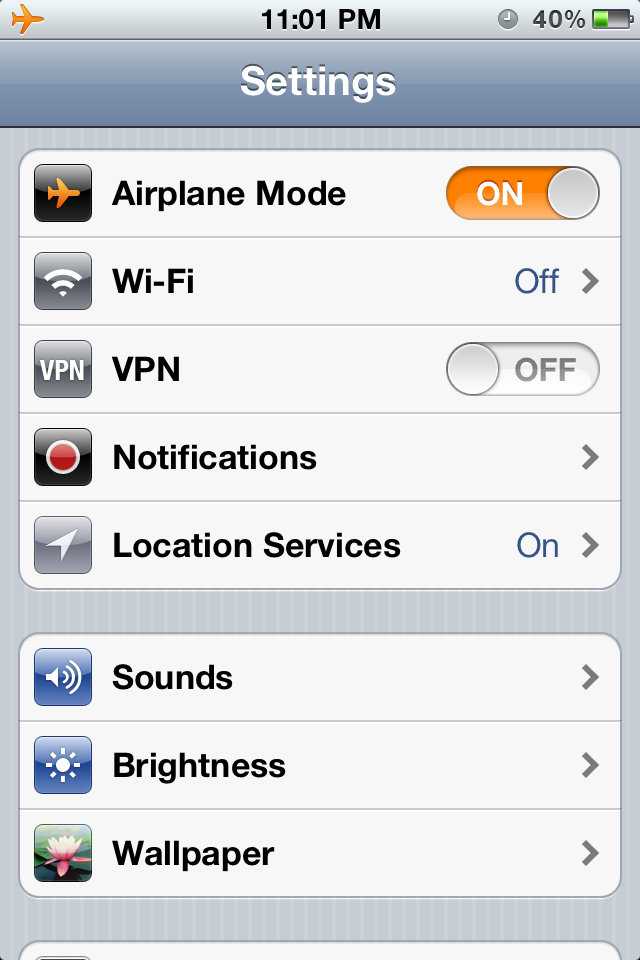 11:01 PM 40%
Settings
Airplane Mode ON
Wi-Fi Off
VPN VPN OFF
Notifications
Location Services On
Sounds
Brightness
Wallpaper